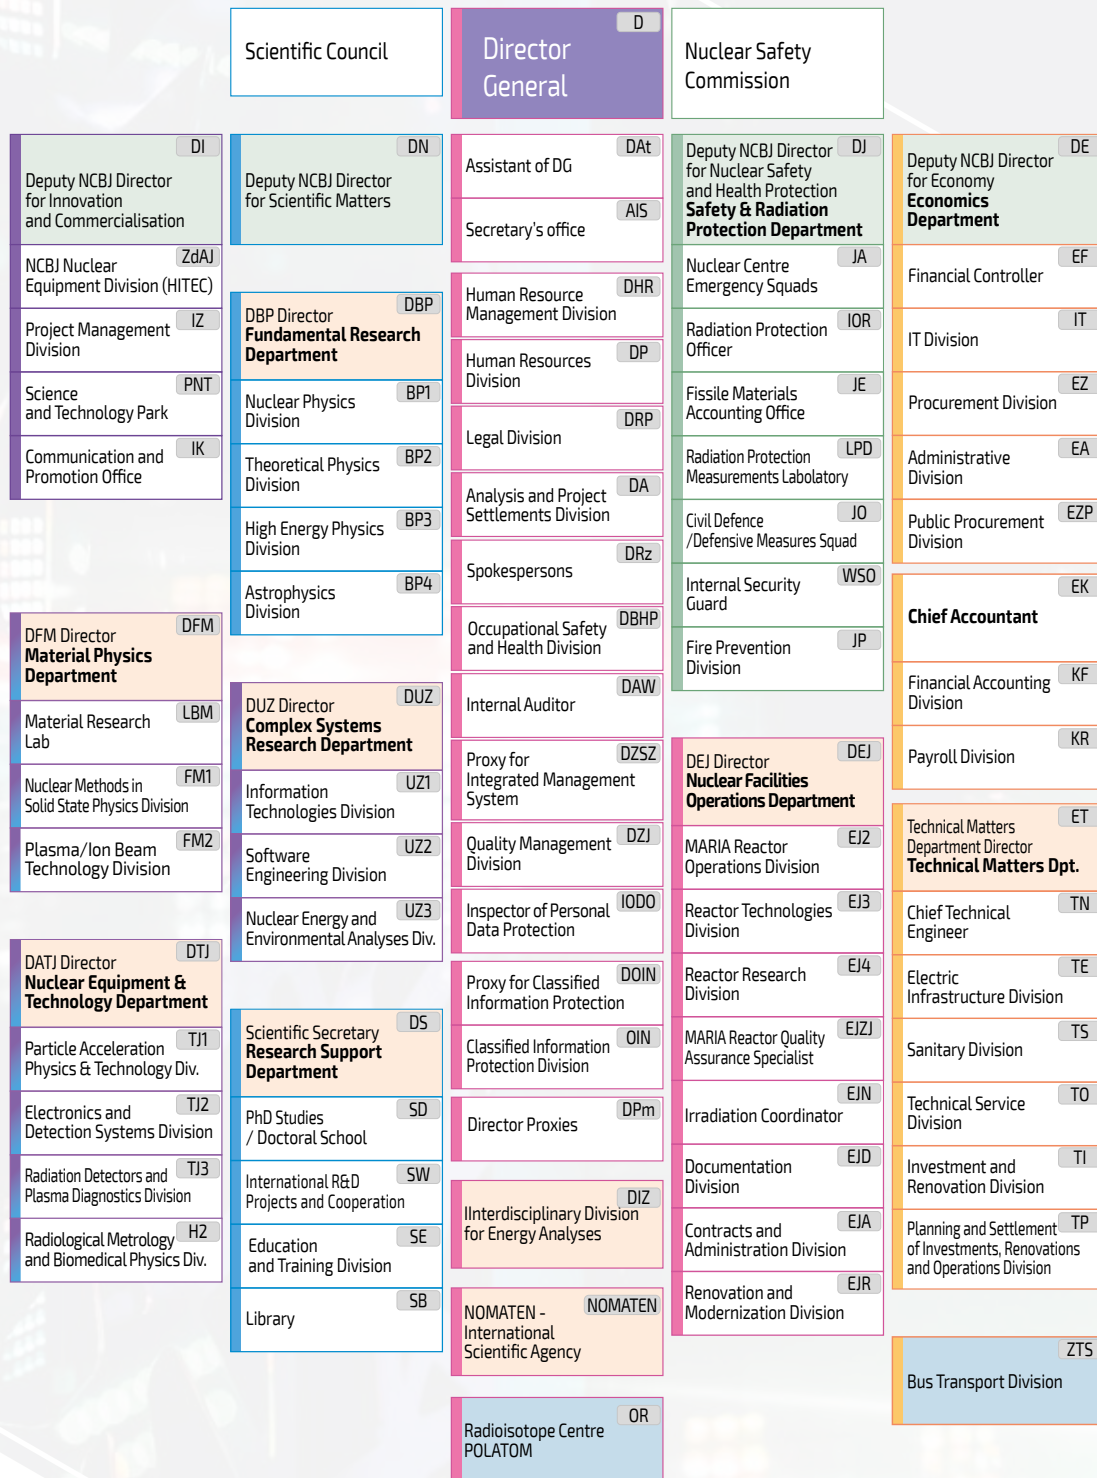 Scientific Council
D
Director
General
Nuclear Safety
Commission
DI
Deputy NCBJ Director
for Innovation
and Commercialisation
ZdAJ
NCBJ Nuclear
Equipment Division (HITEC)
IZ
Project Management
Division
PNT
Science
and Technology Park
IK
Communication and
Promotion Office
DFM
DFM Director
Material Physics
Department
LBM
Material Research
Lab
FM1
Nuclear Methods in
Solid State Physics Division
FM2
Plasma/Ion Beam
Technology Division
DTJ
DATJ Director
Nuclear Equipment &
Technology Department
TJ1
Particle Acceleration
Physics & Technology Div.
TJ2
Electronics and
Detection Systems Division
TJ3
Radiation Detectors and
Plasma Diagnostics Division
H2
Radiological Metrology
and Biomedical Physics Div.
DN
Deputy NCBJ Director
for Scientific Matters
DBP
DBP Director
Fundamental Research
Department
BP1
Nuclear Physics
Division
BP2
Theoretical Physics
Division
BP3
High Energy Physics
Division
BP4
Astrophysics
Division
DUZ
DUZ Director
Complex Systems
Research Department
UZ1
Information
Technologies Division
UZ2
Software
Engineering Division
UZ3
Nuclear Energy and
Environmental Analyses Div.
DS
Scientific Secretary
Research Support
Department
SD
PhD Studies
/ Doctoral School
SW
International R&D
Projects and Cooperation
SE
Education
and Training Division
SB
Library
DAt
Assistant of DG
AIS
Secretary's office
DHR
Human Resource
Management Division
DP
Human Resources
Division
DRP
Legal Division
DA
Analysis and Project
Settlements Division
DRz
Spokespersons
DBHP
Occupational Safety
and Health Division
DAW
Internal Auditor
DZSZ
Proxy for
Integrated Management
System
DZJ
Quality Management
Division
IODO
Inspector of Personal
Data Protection
DOIN
Proxy for Classified
Information Protection
OIN
Classified Information
Protection Division
DPm
Director Proxies
DIZ
IInterdisciplinary Division
for Energy Analyses
NOMATEN
NOMATEN -
International
Scientific Agency
OR
Radioisotope Centre
POLATOM
DJ
Deputy NCBJ Director
for Nuclear Safety
and Health Protection
Safety & Radiation
Protection Department
JA
Nuclear Centre
Emergency Squads
IOR
Radiation Protection
Officer
JE
Fissile Materials
Accounting Office
LPD
Radiation Protection
Measurements Labolatory
JO
Civil Defence
/Defensive Measures Squad
WSO
Internal Security
Guard
JP
Fire Prevention
Division
DEJ
DEJ Director
Nuclear Facilities
Operations Department
EJ2
MARIA Reactor
Operations Division
EJ3
Reactor Technologies
Division
EJ4
Reactor Research
Division
EJZJ
MARIA Reactor Quality
Assurance Specialist
EJN
Irradiation Coordinator
EJD
Documentation
Division
EJA
Contracts and
Administration Division
EJR
Renovation and
Modernization Division
DE
Deputy NCBJ Director
for Economy
Economics
Department
EF
Financial Controller
IT
IT Division
EZ
Procurement Division
EA
Administrative
Division
EZP
Public Procurement
Division
EK
Chief Accountant
KF
Financial Accounting
Division
KR
Payroll Division
ET
Technical Matters
Department Director
Technical Matters Dpt.
TN
Chief Technical
Engineer
TE
Electric
Infrastructure Division
TS
Sanitary Division
TO
Technical Service
Division
TI
Investment and
Renovation Division
TP
Planning and Settlement
of Investments, Renovations
and Operations Division
ZTS
Bus Transport Division